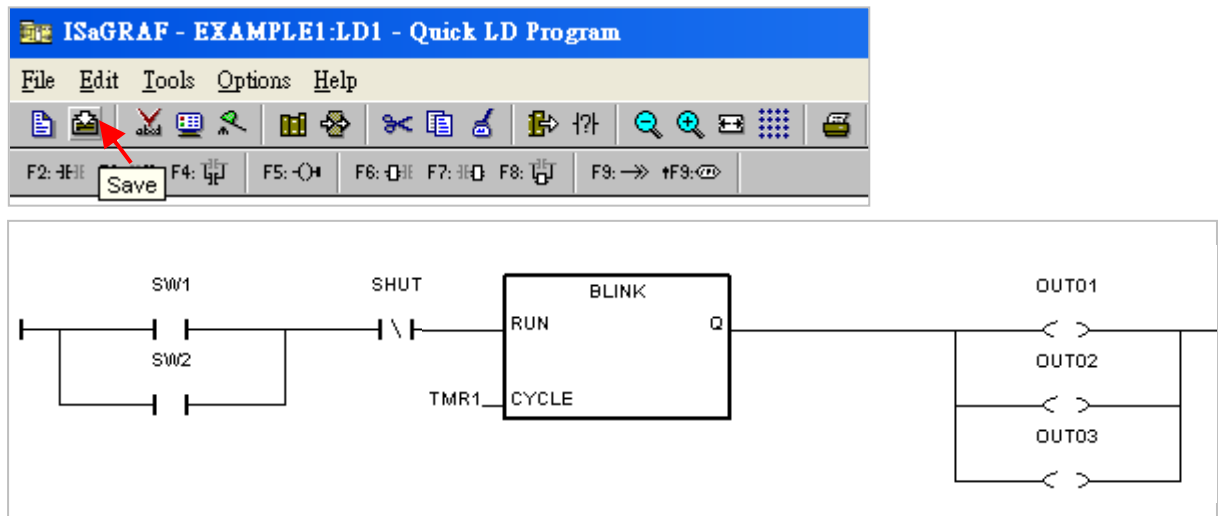 ISaGRAF - EXAMPLE1:LD1 - Quick LD Program
File Edit Tools Options Help
F2: F4: F5: F6: F7: F8: F9: F9:
Save
SW1 SHUT BLINK OUT01
RUN Q
SW2 OUT02
TMR1 CYCLE
OUT03